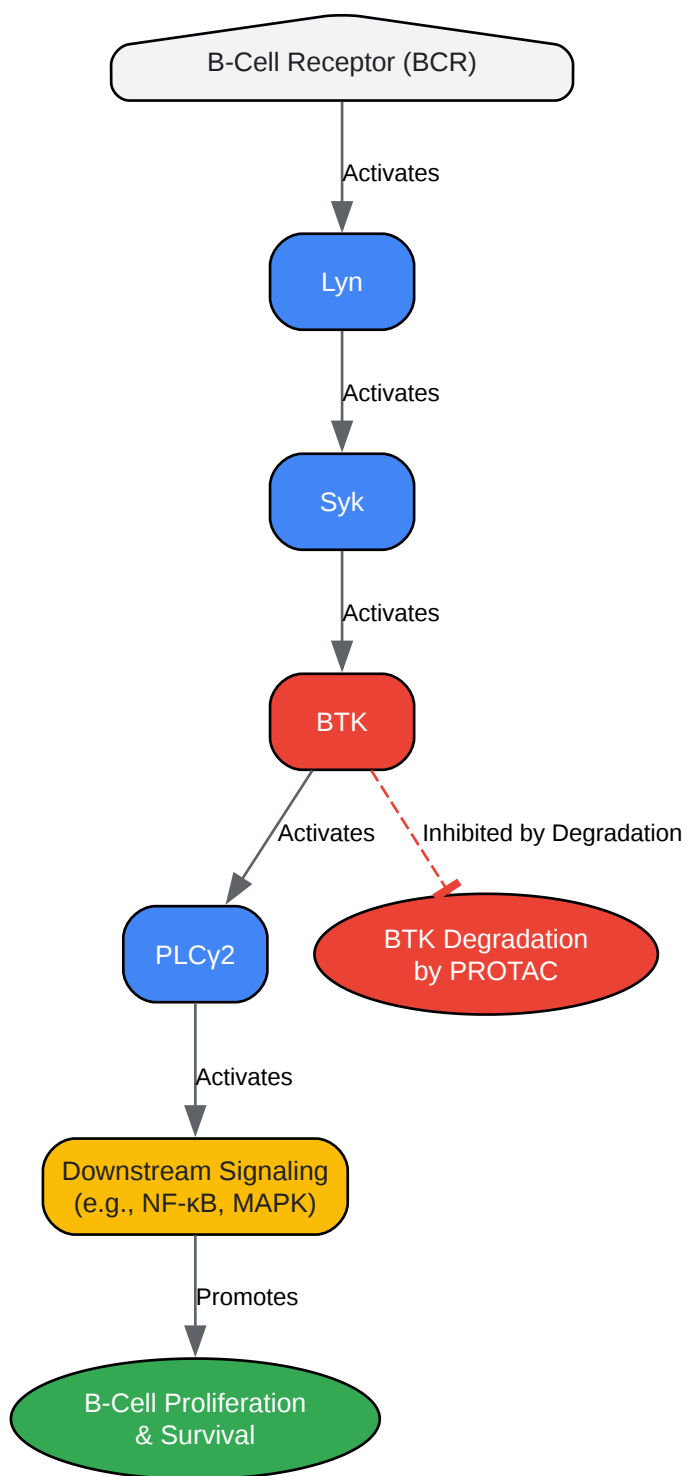 B-Cell Receptor (BCR)
Activates
Lyn
Activates
Syk
Activates
BTK
Activates
Inhibited by Degradation
PLCγ2
BTK Degradation
by PROTAC
Activates
Downstream Signaling
(e.g., NF-κB, MAPK)
Promotes
B-Cell Proliferation
& Survival